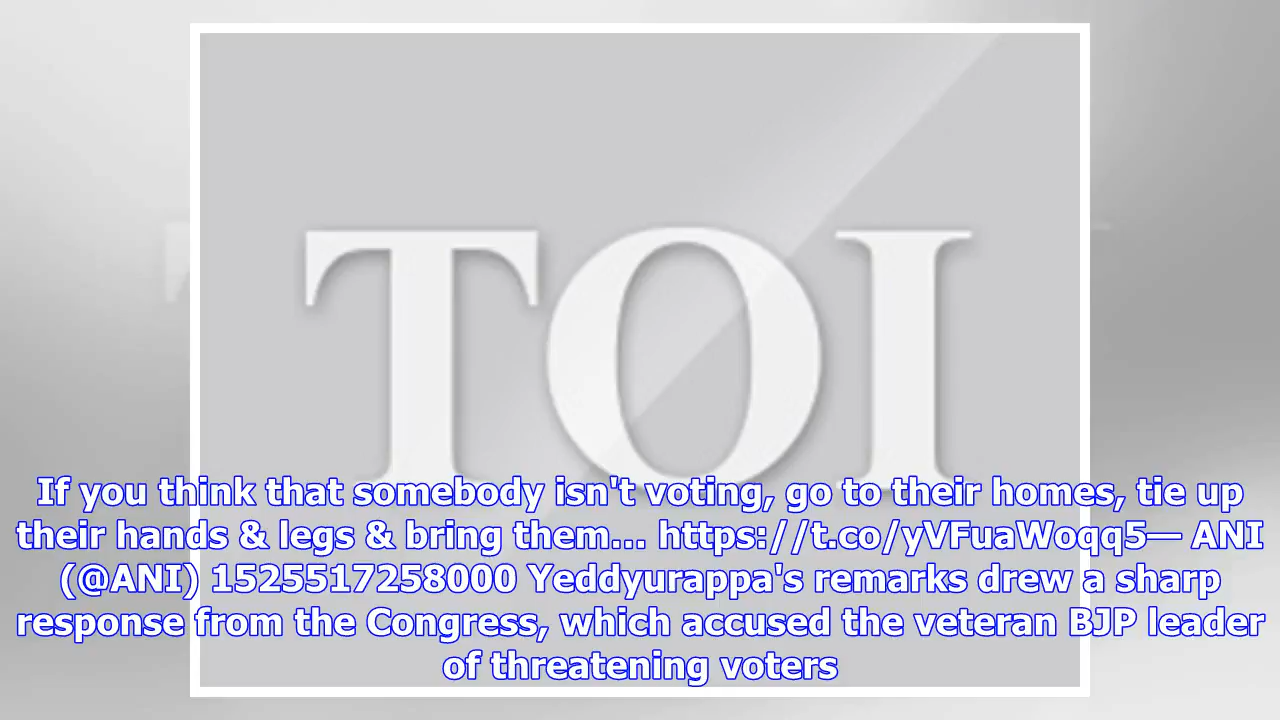 TOI
If you think that somebody isn't voting, go to their homes, tie up
their hands & legs & bring them... https://t.co/yVFuaWoqq5— ANI
(@ANI) 1525517258000 Yeddyurappa's remarks drew a sharp
response from the Congress, which accused the veteran BJP leader
of threatening voters